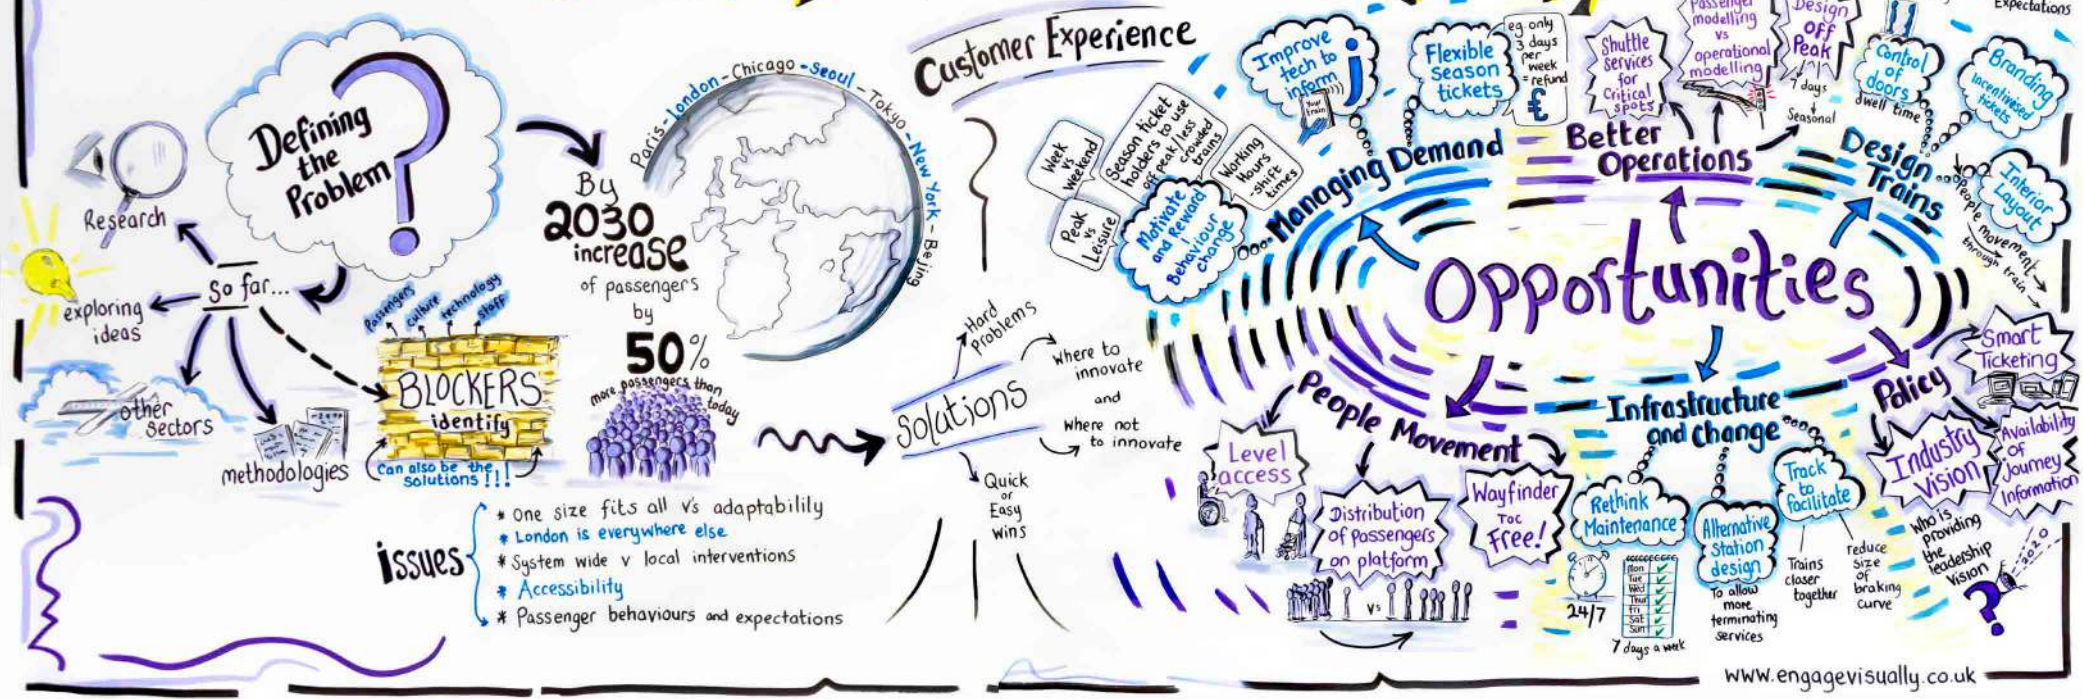 Defining
the
Problem
?
Research
So far...
exploring
ideas
other
sectors
methodologies
Passengers
culture
technology
staff
BLOCKERS
identify
Can also be the
solutions!!!
By
2030
increase
of passengers
by
50%
more passengers than
today
Paris - London - Chicago - Seoul - Tokyo - New York - Beijing
issues
* One size fits all v's adaptability
* London is everywhere else
* System wide v local interventions
* Accessibility
* Passenger behaviours and expectations
Customer Experience
Solutions
Hard
Problems
Where to
innovate
and
Where not
to innovate
Quick
or
Easy
wins
Opportunities
Managing Demand
Motivate
and Reward
!
Behaviour
change
Week
vs
Weekend
Peak
vs
Leisure
Season ticket
holders to use
off peak/less
crowded
trains
Working
Hours
-shift
times
Improve
tech to
inform
i
Your
train
Flexible
season
tickets
eg. only
3 days
per
week
= refund
Better
Operations
Shuttle
Services
for
Critical
spots
Passenger
modelling
vs
operational
modelling
Design
Off
Peak
7 days
Seasonal
Design
Trains
Control
of
doors
dwell time
Branding
Incentivised
tickets
Expectations
Interior
Layout
People movement
through train
Policy
Smart
Ticketing
Availability
of
Journey
Information
Industry
Vision
Who is
providing
the
leadership
Vision
2020
?
Infrastructure
and Change
Rethink
Maintenance
24/7
Mon
Tue
Wed
Thur
Fri
Sat
Sun
7 days a week
Alternative
Station
design
To allow
more
terminating
services
Track
to
facilitate
Trains
closer
together
reduce
size
of
braking
curve
People Movement
Level
access
Distribution
of passengers
on platform
vs
Wayfinder
TOC
Free!
www.engagevisually.co.uk